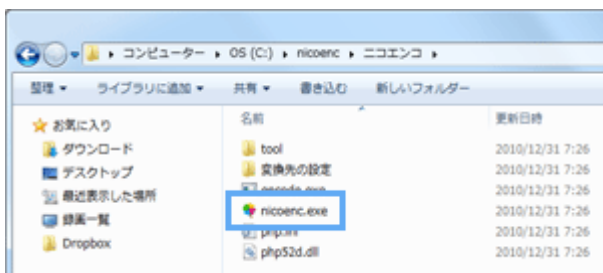 コンピューター ▸ OS (C:) ▸ nicoenc ▸ ニコエンコ ▸
整理 ライブラリに追加 共有 書き込む 新しいフォルダー
名前 更新日時
お気に入り
ダウンロード tool 2010/12/31 7:26
デスクトップ 変換先の設定 2010/12/31 7:26
最近表示した場所 encode.exe 2010/12/31 7:26
録画一覧 nicoenc.exe 2010/12/31 7:26
php.ini 2010/12/31 7:26
Dropbox php52d.dll 2010/12/31 7:26